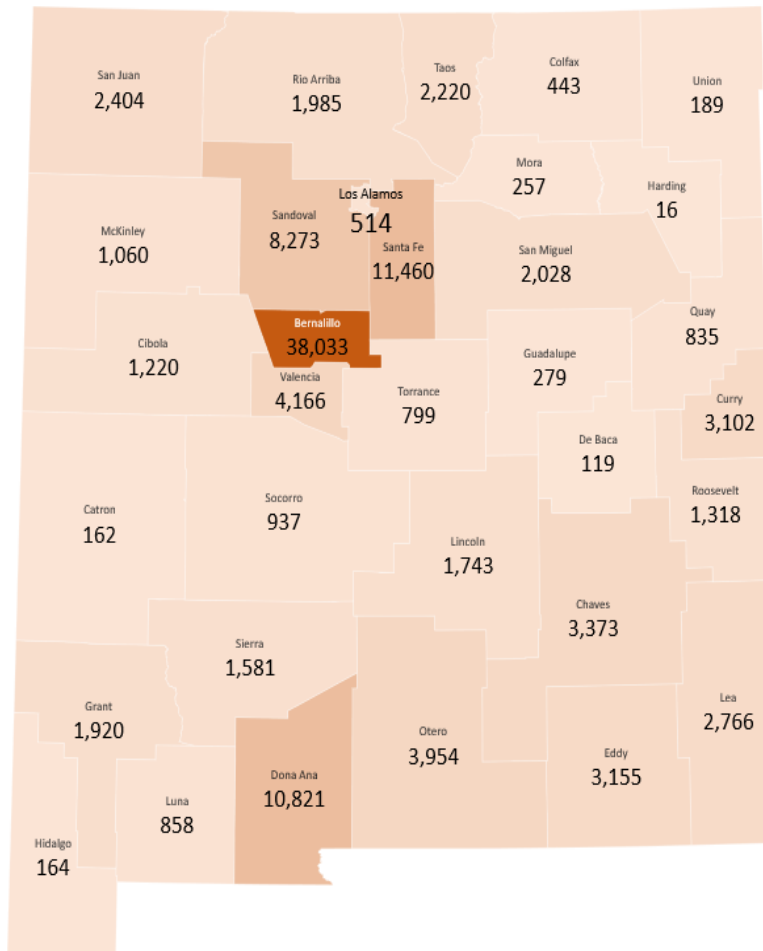 San Juan
2,404
Rio Arriba
1,985
Taos
2,220
Colfax
443
Union
189
Mora
257
Harding
16
Los Alamos
514
Sandoval
8,273
Santa Fe
11,460
McKinley
1,060
San Miguel
2,028
Quay
835
Bernalillo
38,033
Cibola
1,220
Guadalupe
279
Valencia
4,166
Torrance
799
Curry
3,102
De Baca
119
Roosevelt
1,318
Catron
162
Socorro
937
Lincoln
1,743
Chaves
3,373
Sierra
1,581
Lea
2,766
Grant
1,920
Otero
3,954
Eddy
3,155
Dona Ana
10,821
Luna
858
Hidalgo
164